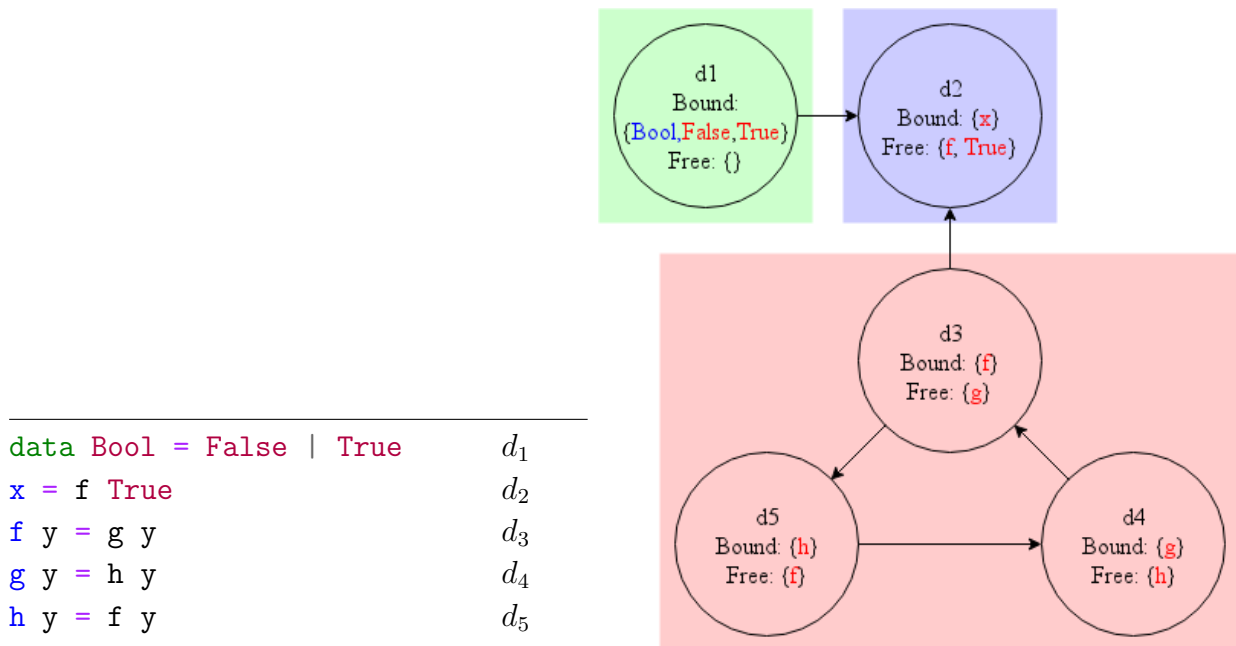 data Bool = False | True d₁
x = f True d₂
f y = g y d₃
g y = h y d₄
h y = f y d₅
d1
Bound:
{Bool,False,True}
Free: {}
d2
Bound: {x}
Free: {f, True}
d3
Bound: {f}
Free: {g}
d5
Bound: {h}
Free: {f}
d4
Bound: {g}
Free: {h}